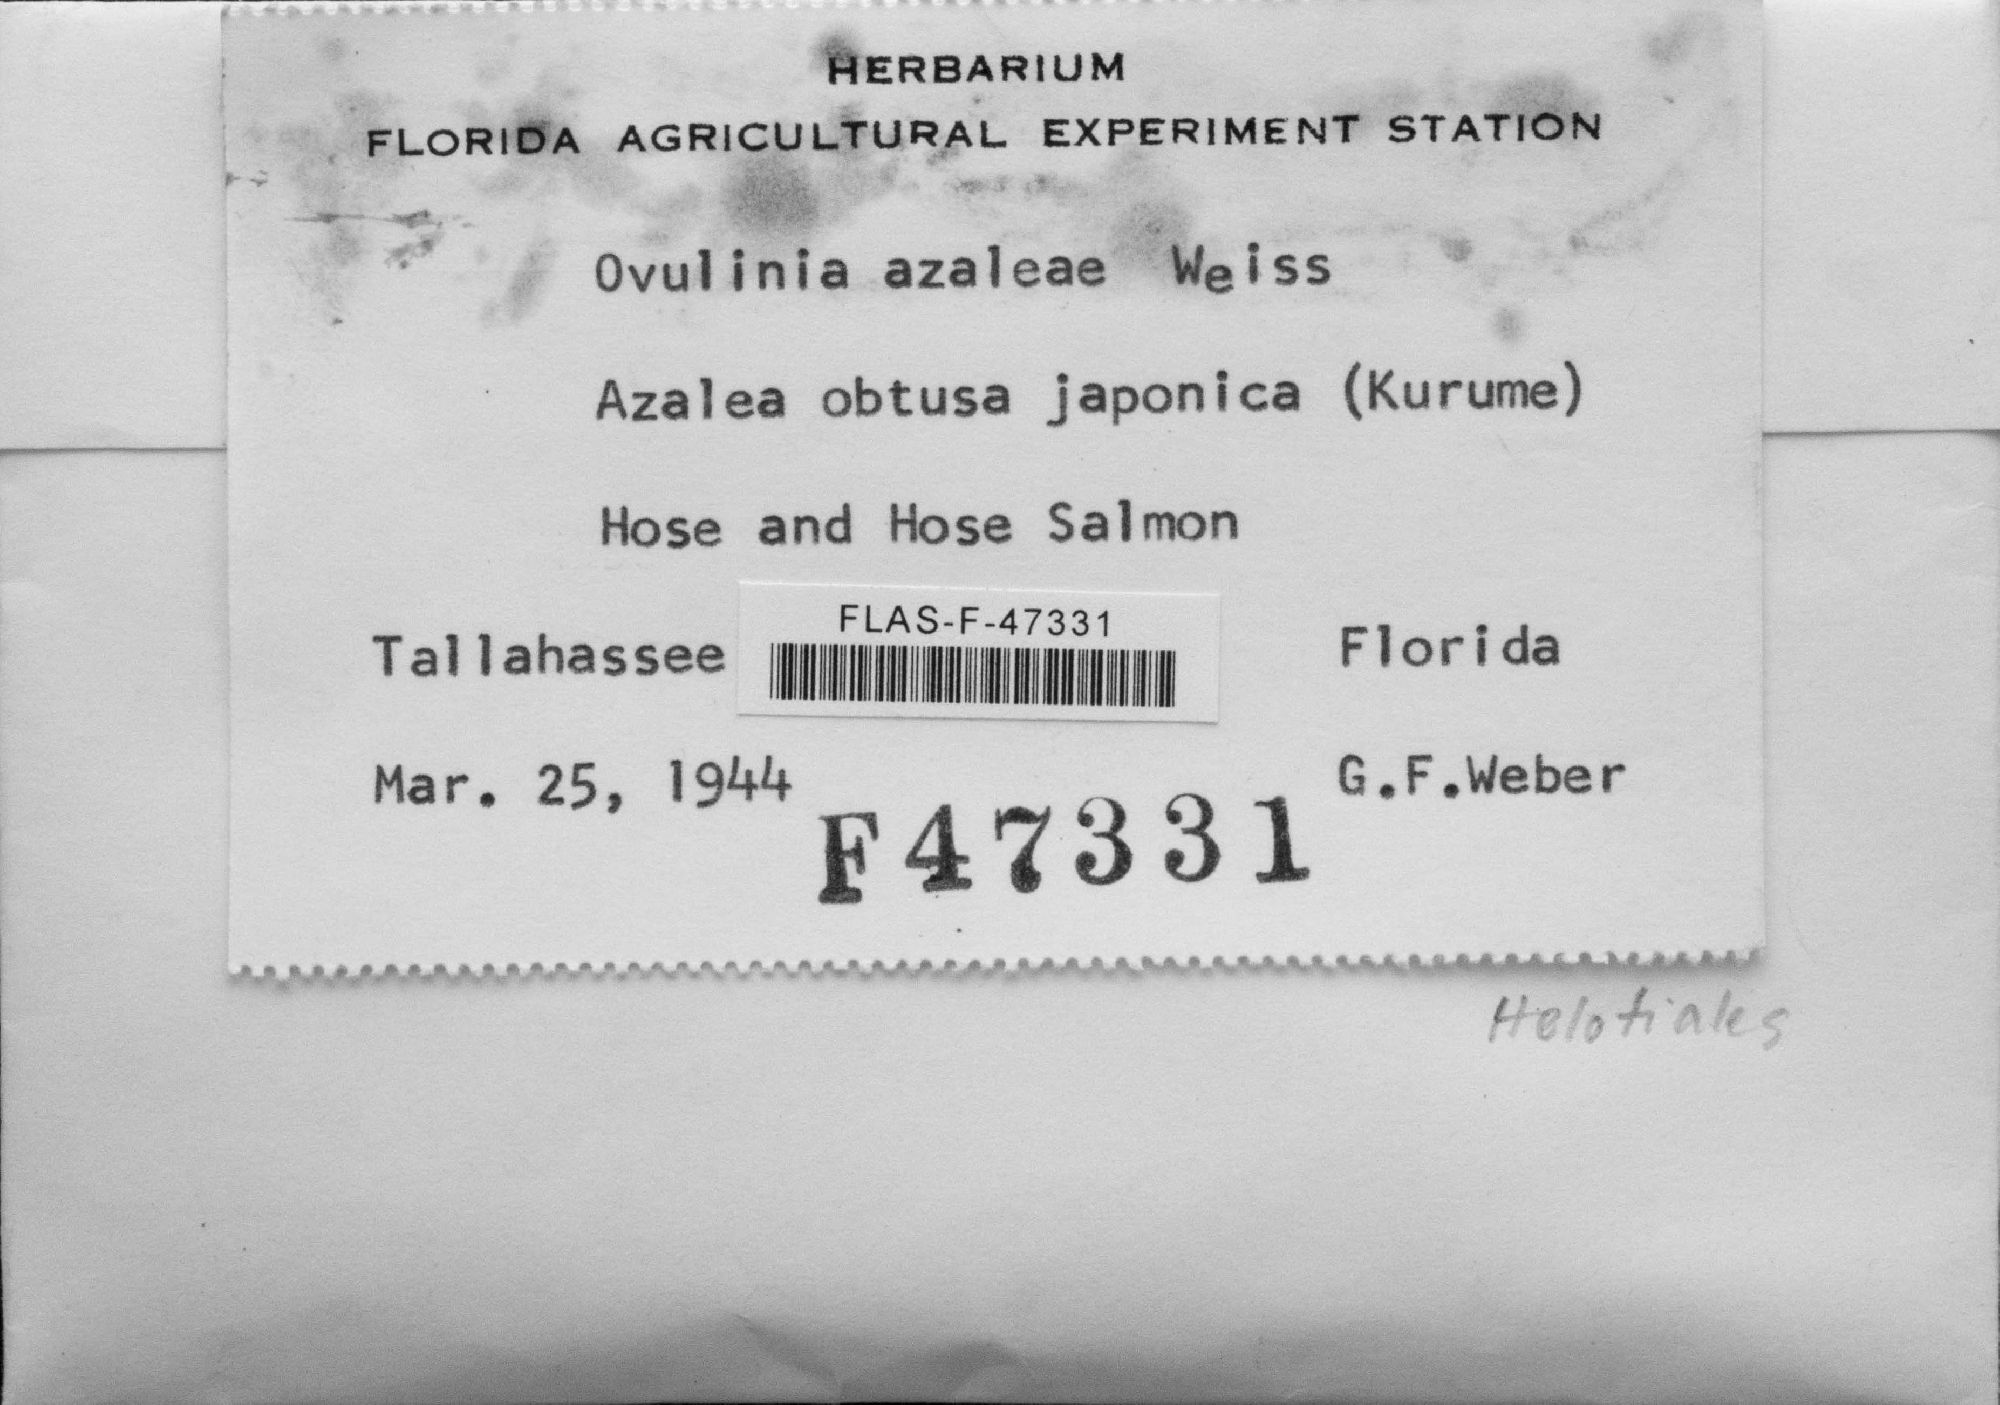 HERBARIUM
FLORIDA AGRICULTURAL EXPERIMENT STATION
Ovulinia azaleae Weiss
Azalea obtusa japonica (Kurume)
Hose and Hose Salmon
FLAS-F-47331
Tallahassee Florida
Mar. 25, 1944 G.F.Weber
F47331
Helotiales